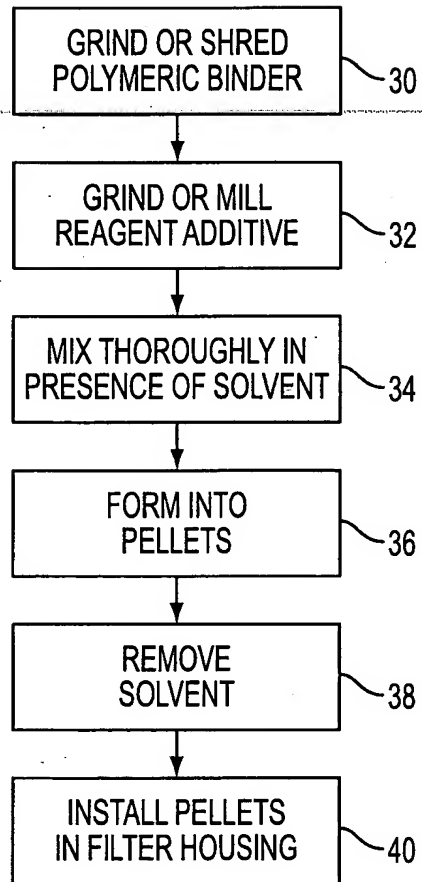 GRIND OR SHRED
POLYMERIC BINDER
30
GRIND OR MILL
REAGENT ADDITIVE
32
MIX THOROUGHLY IN
PRESENCE OF SOLVENT
34
FORM INTO
PELLETS
36
REMOVE
SOLVENT
38
INSTALL PELLETS
IN FILTER HOUSING
40